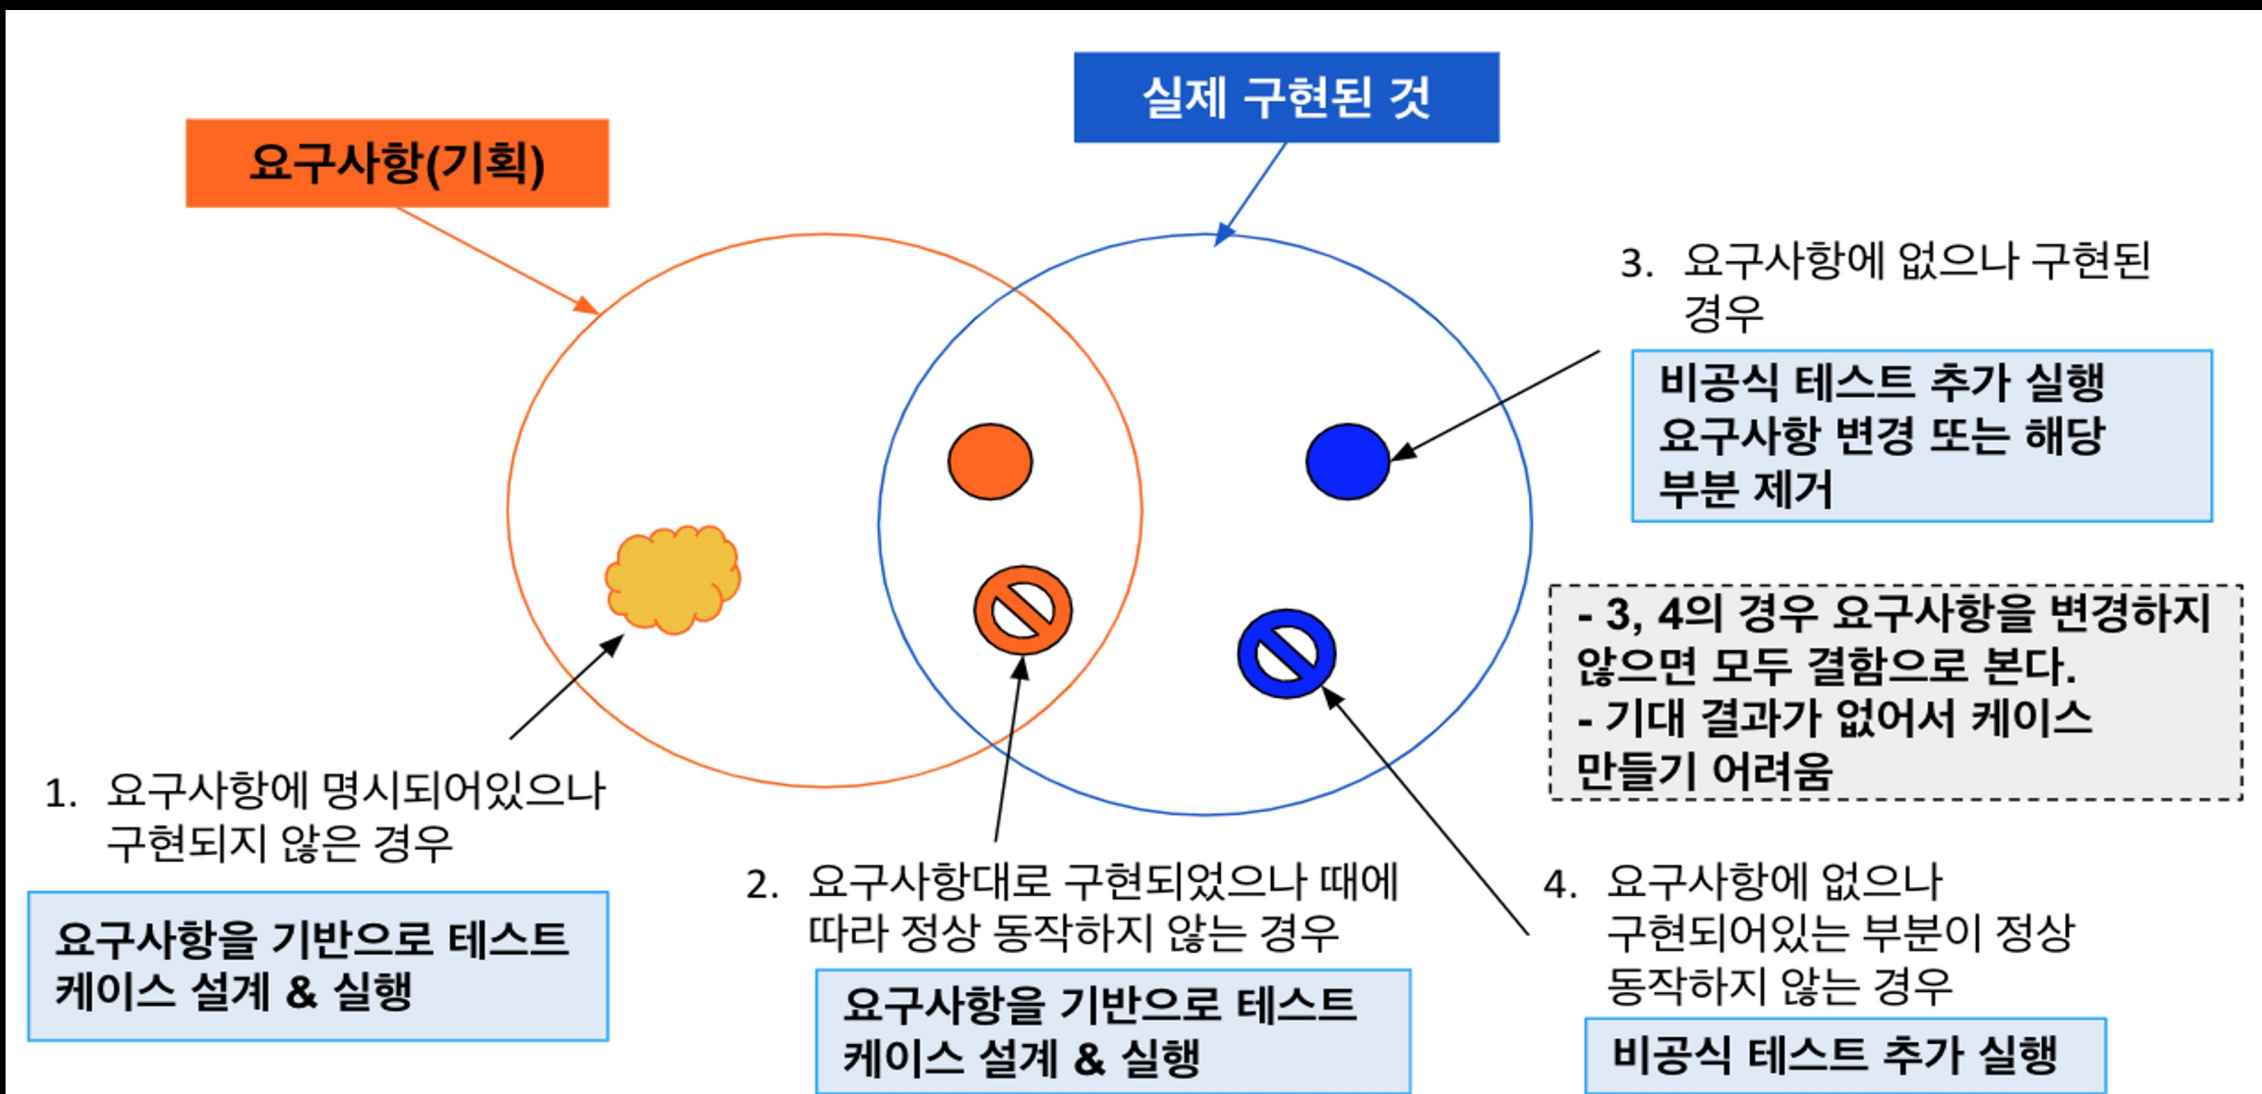 실제 구현된 것
요구사항(기획)
3. 요구사항에 없으나 구현된
경우
비공식 테스트 추가 실행
요구사항 변경 또는 해당
부분 제거
- 3, 4의 경우 요구사항을 변경하지
않으면 모두 결함으로 본다.
- 기대 결과가 없어서 케이스
만들기 어려움
1. 요구사항에 명시되어있으나
구현되지 않은 경우
요구사항을 기반으로 테스트
케이스 설계 & 실행
2. 요구사항대로 구현되었으나 때에
따라 정상 동작하지 않는 경우
요구사항을 기반으로 테스트
케이스 설계 & 실행
4. 요구사항에 없으나
구현되어있는 부분이 정상
동작하지 않는 경우
비공식 테스트 추가 실행